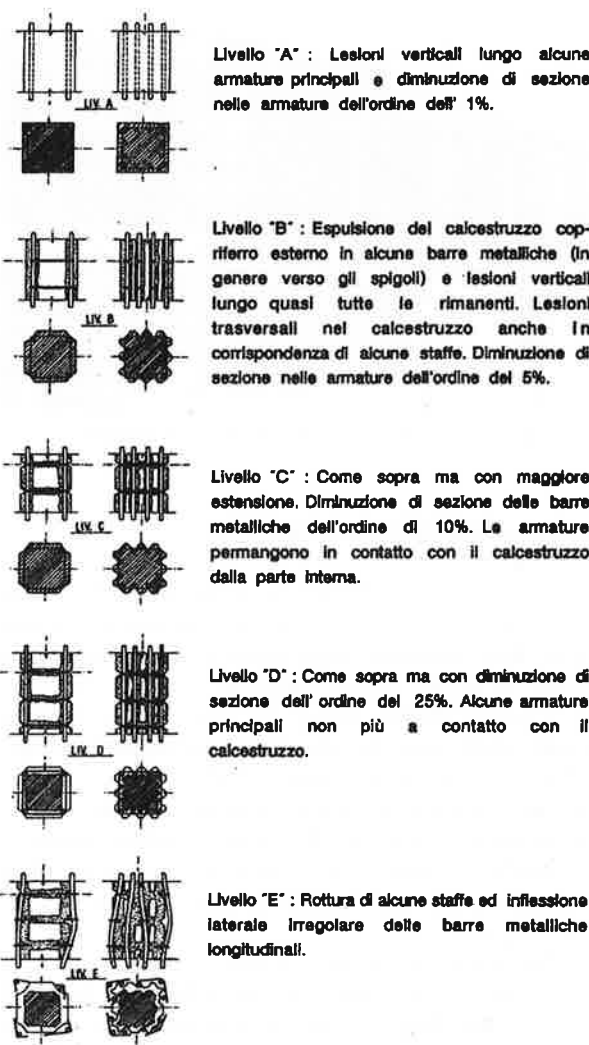 Livello "A" : Lesioni verticali lungo alcune
armature principali e diminuzione di sezione
nelle armature dell'ordine dell' 1%.
LIV. A
Livello "B" : Espulsione del calcestruzzo cop-
riferro esterno in alcune barre metalliche (in
genere verso gli spigoli) e lesioni verticali
lungo quasi tutte le rimanenti. Lesioni
trasversali nel calcestruzzo anche in
corrispondenza di alcune staffe. Diminuzione di
sezione nelle armature dell'ordine del 5%.
LIV. B
Livello "C" : Come sopra ma con maggiore
estensione. Diminuzione di sezione delle barre
metalliche dell'ordine di 10%. Le armature
permangono in contatto con il calcestruzzo
dalla parte interna.
LIV. C
Livello "D" : Come sopra ma con diminuzione di
sezione dell' ordine del 25%. Alcune armature
principali non più a contatto con il
calcestruzzo.
LIV. D
Livello "E" : Rottura di alcune staffe ed inflessione
laterale irregolare delle barre metalliche
longitudinali.
LIV. E